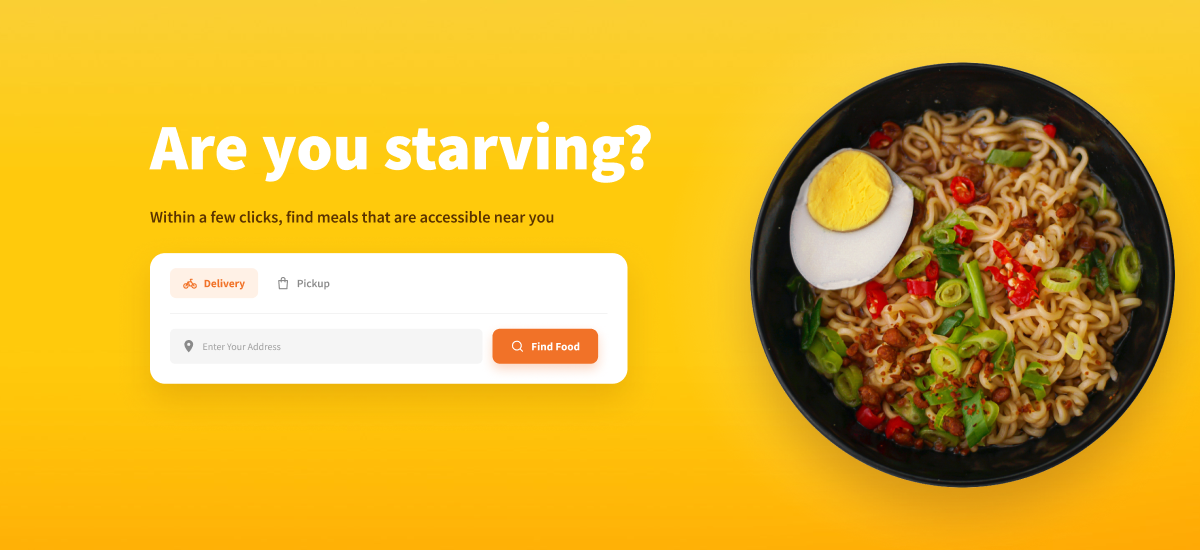 Are you starving?
Within a few clicks, find meals that are accessible near you
Delivery
Pickup
Enter Your Address
Find Food